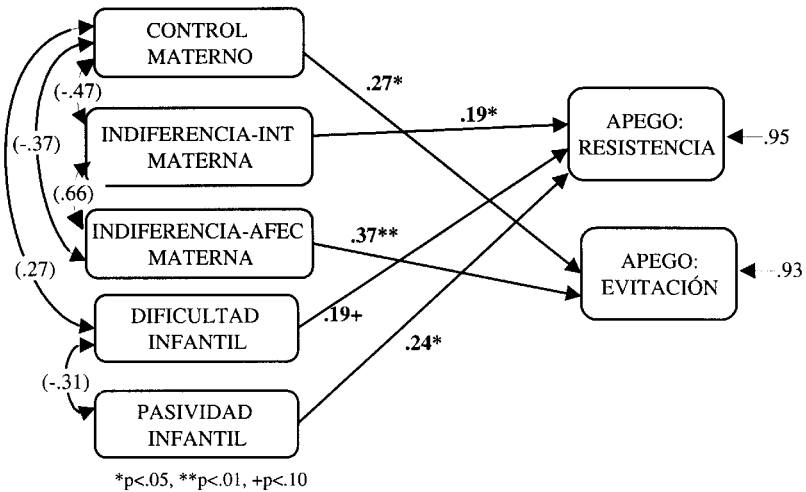 CONTROL
MATERNO
(-.47)
(-.37)
INDIFERENCIA-INT
MATERNA
(.66)
INDIFERENCIA-AFEC
MATERNA
(.27)
DIFICULTAD
INFANTIL
(-.31)
PASIVIDAD
INFANTIL
.27*
.19*
.37**
.19+
.24*
APEGO:
RESISTENCIA
.95
APEGO:
EVITACIÓN
.93
*p<.05, **p<.01, +p<.10